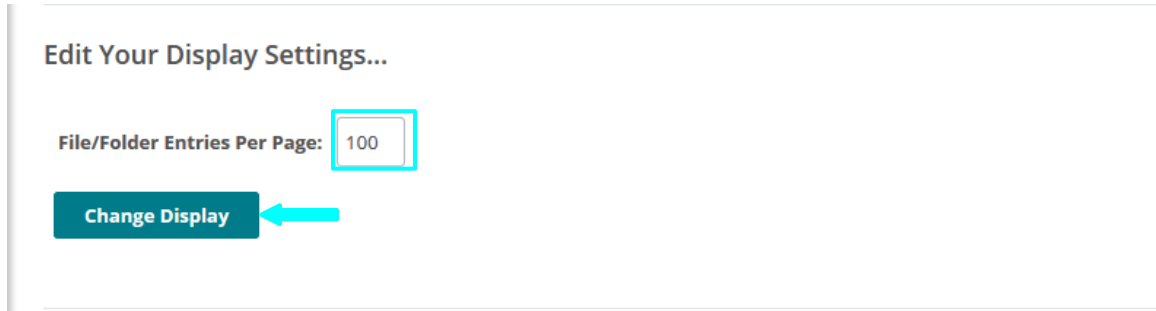 Edit Your Display Settings...
File/Folder Entries Per Page: 100
Change Display